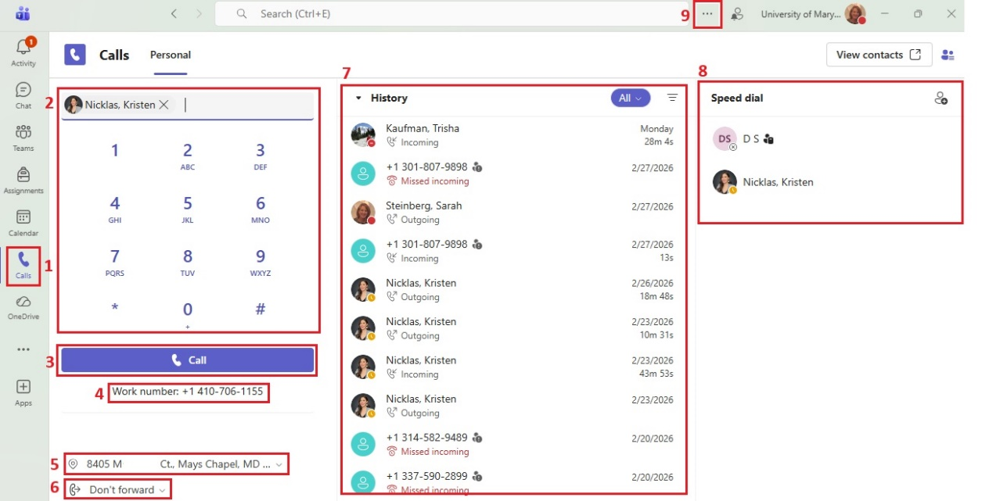 Search (Ctrl+E)
9
...
University of Mary...
1
Activity
Chat
Teams
Assignments
Calendar
1
Calls
OneDrive
...
Apps
Calls
Personal
View contacts
2
Nicklas, Kristen
1
2
3
ABC
DEF
4
5
6
GHI
JKL
MNO
7
8
9
PQRS
TUV
WXYZ
*
0
#
+
3
Call
4
Work number: +1 410-706-1155
5
8405 M Ct., Mays Chapel, MD ...
6
Don't forward
7
History
All
Kaufman, Trisha
Monday
Incoming
28m 4s
+1 301-807-9898
2/27/2026
Missed incoming
Steinberg, Sarah
2/27/2026
Outgoing
+1 301-807-9898
2/27/2026
Incoming
13s
Nicklas, Kristen
2/26/2026
Outgoing
18m 48s
Nicklas, Kristen
2/23/2026
Outgoing
10m 31s
Nicklas, Kristen
2/23/2026
Incoming
43m 53s
Nicklas, Kristen
2/23/2026
Outgoing
+1 314-582-9489
2/20/2026
Missed incoming
+1 337-590-2899
2/20/2026
Missed incoming
8
Speed dial
DS
D S
Nicklas, Kristen